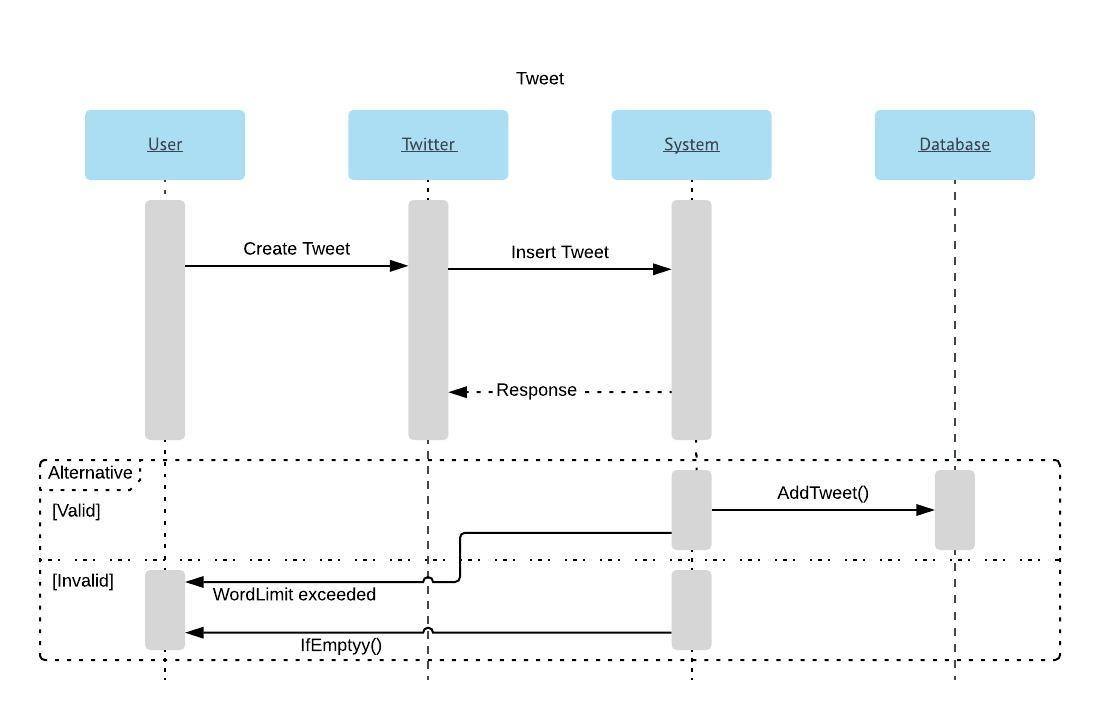 Tweet
User
Twitter
System
Database
Create Tweet
Insert Tweet
Response
Alternative
[Valid]
AddTweet()
[Invalid]
WordLimit exceeded
IfEmptyy()